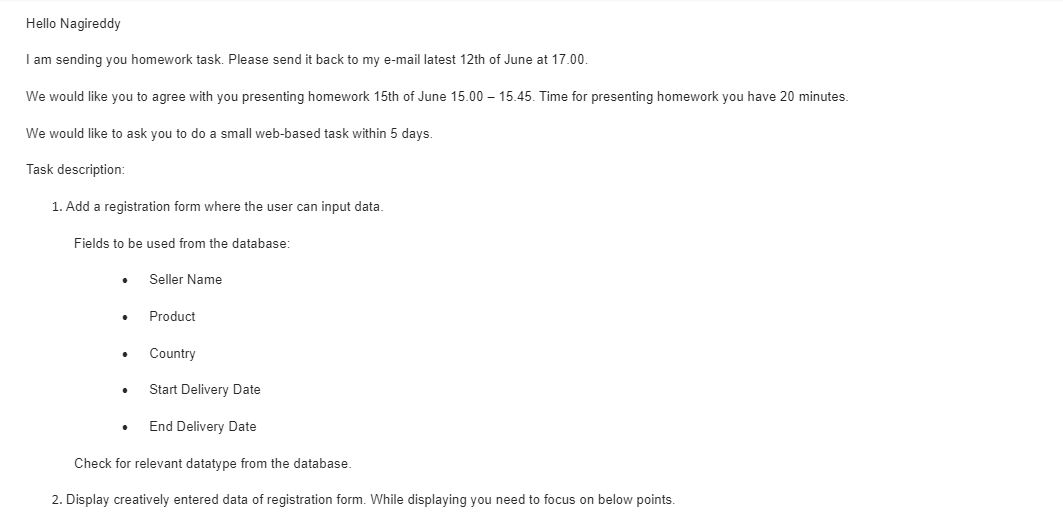 Hello Nagireddy
I am sending you homework task. Please send it back to my e-mail latest 12th of June at 17.00.
We would like you to agree with you presenting homework 15th of June 15.00 – 15.45. Time for presenting homework you have 20 minutes.
We would like to ask you to do a small web-based task within 5 days.
Task description:
1. Add a registration form where the user can input data.
Fields to be used from the database:
• Seller Name
• Product
• Country
• Start Delivery Date
• End Delivery Date
Check for relevant datatype from the database.
2. Display creatively entered data of registration form. While displaying you need to focus on below points.